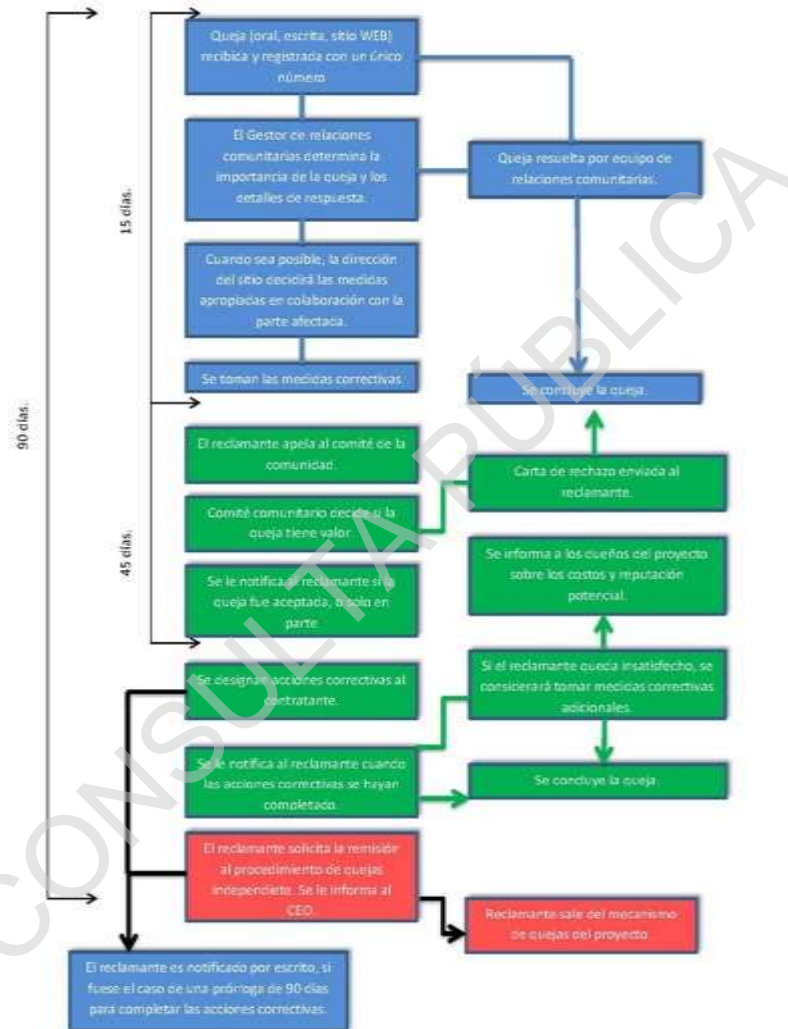 Queja (oral, escrita, sitio WEB)
recibica y registrada con un único
número
El Gestor de relaciones
comunitarias determina la
importancia de la queja y los
detalles de respuesta.
Queja resuelta por equipo de
relaciones comunitarias.
15 días.
Cuando sea posible, la dirección
del sitio decidirá las medidas
apropiadas en colaboración con la
parte afectada.
Se toman las medidas correctivas
Se concluye la queja.
90 días.
El reclamante apela al comité de la
comunidad.
Carta de rechazo enviada al
reclamante.
Comité comunitario decide si la
queja tiene valor.
45 días.
Se informa a los dueños del proyecto
sobre los costos y reputación
potencial.
Se le notifica al reclamante si la
queja fue aceptada, o solo en
parte
Se designan acciones correctivas al
contratante.
Si el reclamante queda insatisfecho, se
considerará tomar medidas correctivas
adicionales.
Se le notifica al reclamante cuando
las acciones correctivas se hayan
completado.
Se concluye la queja
El reclamante solicita la remisión
al procedimiento de quejas
independiete. Se le informa al
CEO.
Reclamante sale del mecanismo
de quejas del proyecto
El reclamante es notificado por escrito, si
fuese el caso de una prórroga de 90 días
para completar las acciones correctivas.
CONSULTA PÚBLICA